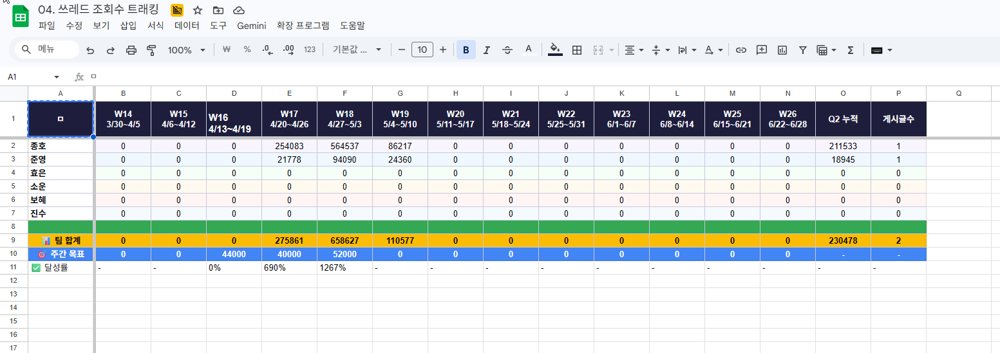 04. 쓰레드 조회수 트래킹
파일 수정 보기 삽입 서식 데이터 도구 Gemini 확장 프로그램 도움말
메뉴 100% ₩ % .0 .00 123 기본값 ... − 10 + B I S A Σ
A1 fx ㅁ
A B C D E F G H I J K L M N O P Q
1 ㅁ W14 3/30~4/5 W15 4/6~4/12 W16 4/13~4/19 W17 4/20~4/26 W18 4/27~5/3 W19 5/4~5/10 W20 5/11~5/17 W21 5/18~5/24 W22 5/25~5/31 W23 6/1~6/7 W24 6/8~6/14 W25 6/15~6/21 W26 6/22~6/28 Q2 누적 게시글수
2 종호 0 0 0 254083 564537 86217 0 0 0 0 0 0 0 211533 1
3 준영 0 0 0 21778 94090 24360 0 0 0 0 0 0 0 18945 1
4 효은 0 0 0 0 0 0 0 0 0 0 0 0 0 0 0
5 소운 0 0 0 0 0 0 0 0 0 0 0 0 0 0 0
6 보혜 0 0 0 0 0 0 0 0 0 0 0 0 0 0 0
7 진수 0 0 0 0 0 0 0 0 0 0 0 0 0 0 0
8
9 📊 팀 합계 0 0 0 275861 658627 110577 0 0 0 0 0 0 0 230478 2
10 🎯 주간 목표 0 0 44000 40000 52000 0 0 0 0 0 0 0 0 - -
11 ✅ 달성률 - - 0% 690% 1267% - - - - - - - - - -
12
13
14
15
16
17